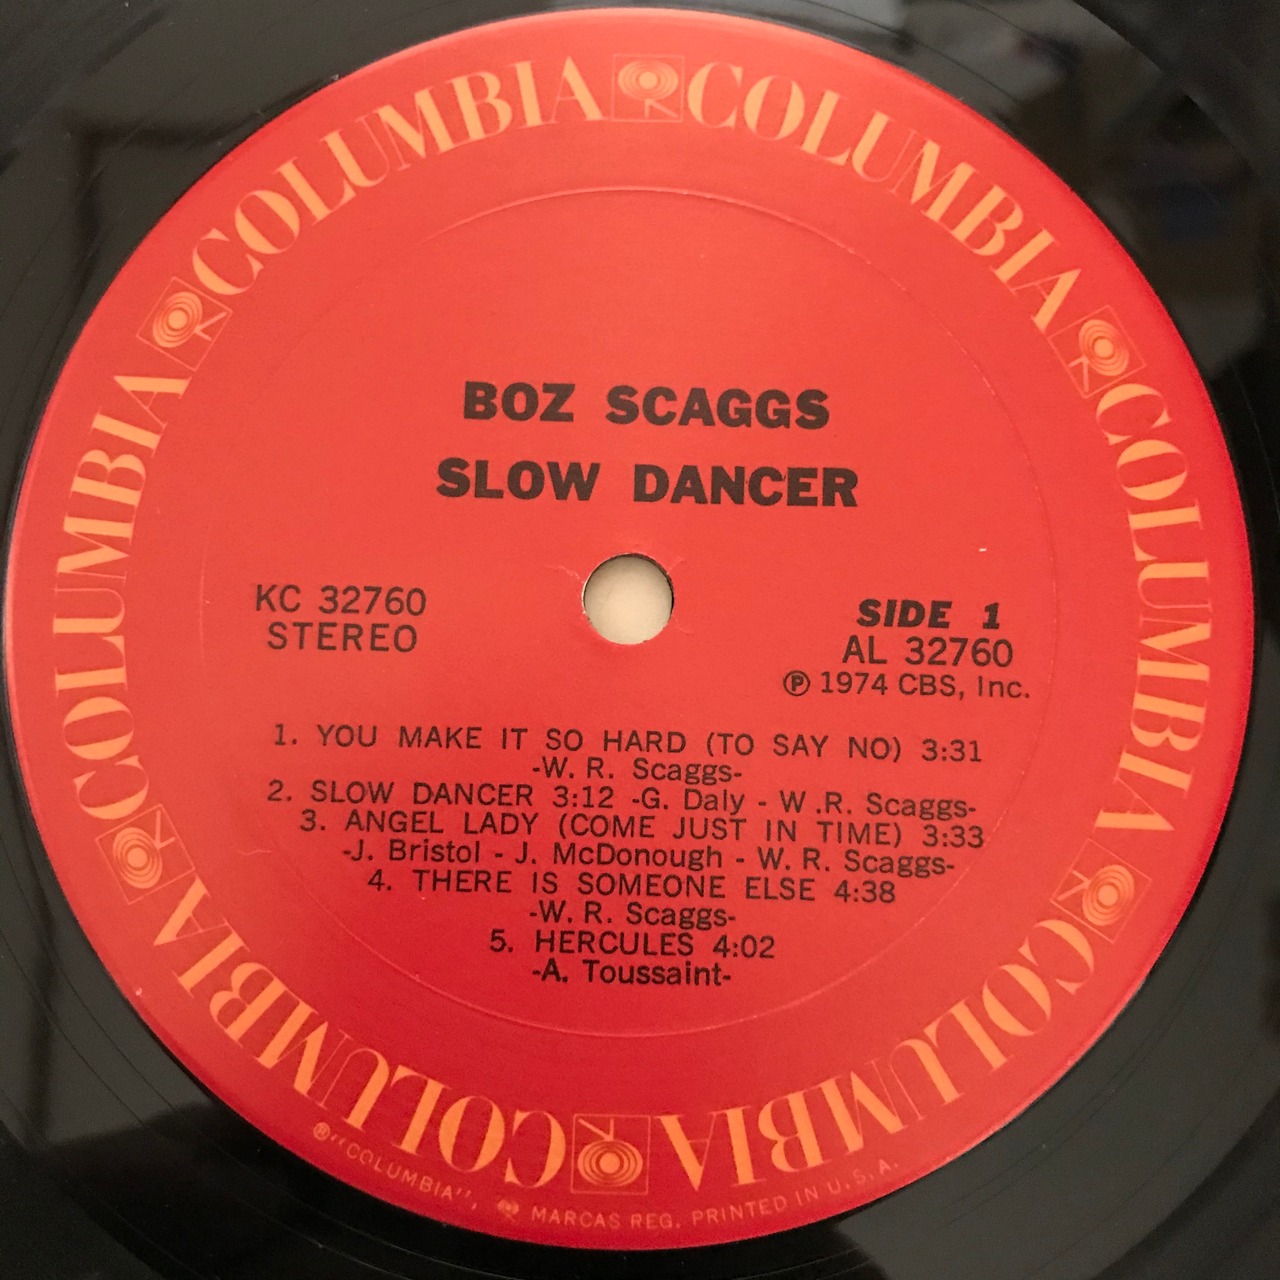 COLUMBIA COLUMBIA COLUMBIA COLUMBIA COLUMBIA COLUMBIA
BOZ SCAGGS
SLOW DANCER
KC 32760
STEREO
SIDE 1
AL 32760
℗ 1974 CBS, Inc.
1. YOU MAKE IT SO HARD (TO SAY NO) 3:31
-W. R. Scaggs-
2. SLOW DANCER 3:12 -G. Daly - W .R. Scaggs-
3. ANGEL LADY (COME JUST IN TIME) 3:33
-J. Bristol - J. McDonough - W. R. Scaggs-
4. THERE IS SOMEONE ELSE 4:38
-W. R. Scaggs-
5. HERCULES 4:02
-A. Toussaint-
® "COLUMBIA", MARCAS REG. PRINTED IN U.S.A.